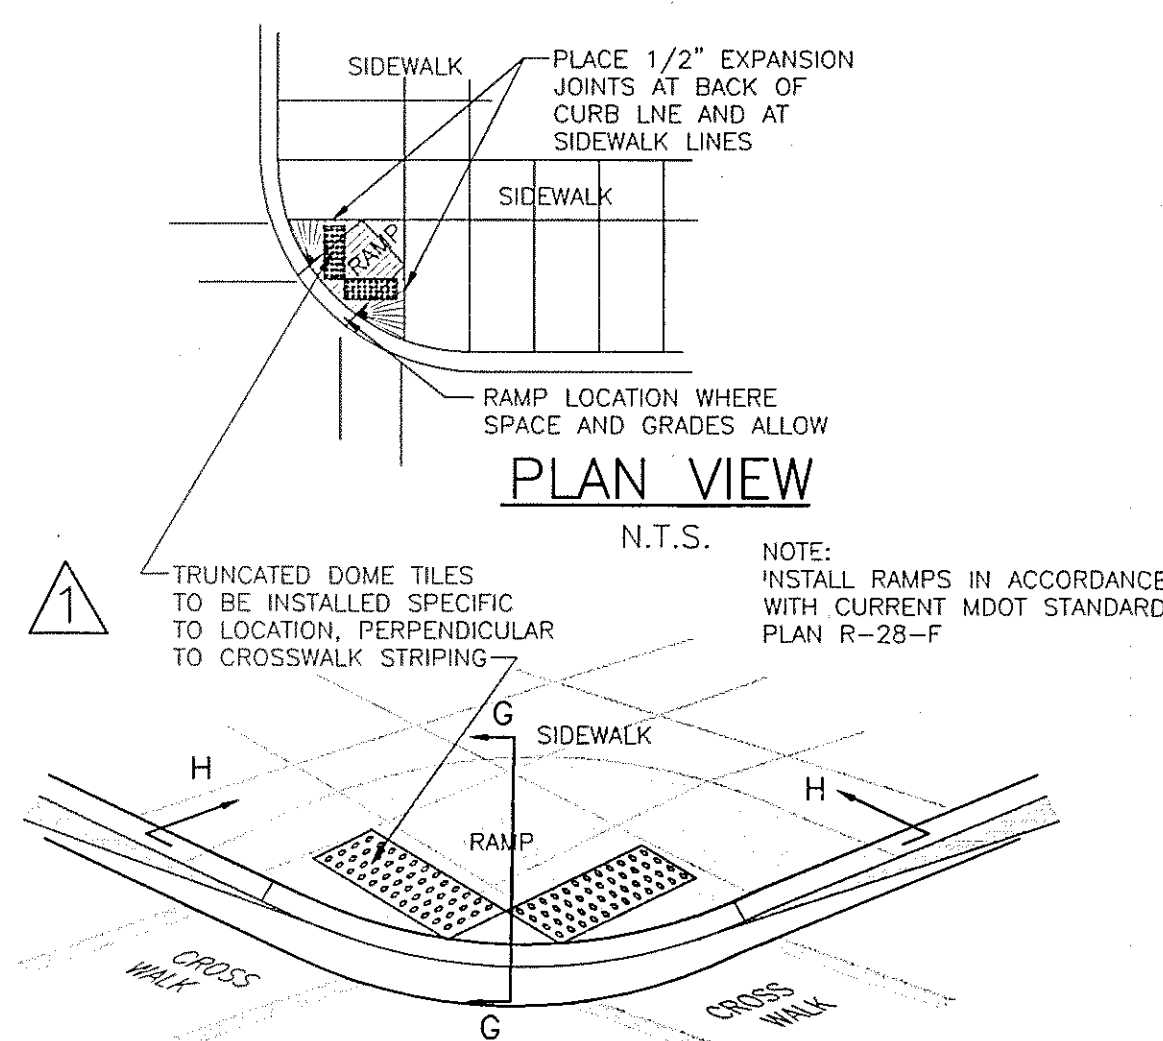 SIDEWALK
PLACE 1/2" EXPANSION
JOINTS AT BACK OF
CURB LNE AND AT
SIDEWALK LINES
SIDEWALK
RAMP
RAMP LOCATION WHERE
SPACE AND GRADES ALLOW
PLAN VIEW
N.T.S.
NOTE:
INSTALL RAMPS IN ACCORDANCE
WITH CURRENT MDOT STANDARD
PLAN R-28-F
1
TRUNCATED DOME TILES
TO BE INSTALLED SPECIFIC
TO LOCATION, PERPENDICULAR
TO CROSSWALK STRIPING
G
SIDEWALK
H
H
RAMP
CROSS
WALK
CROSS
WALK
G